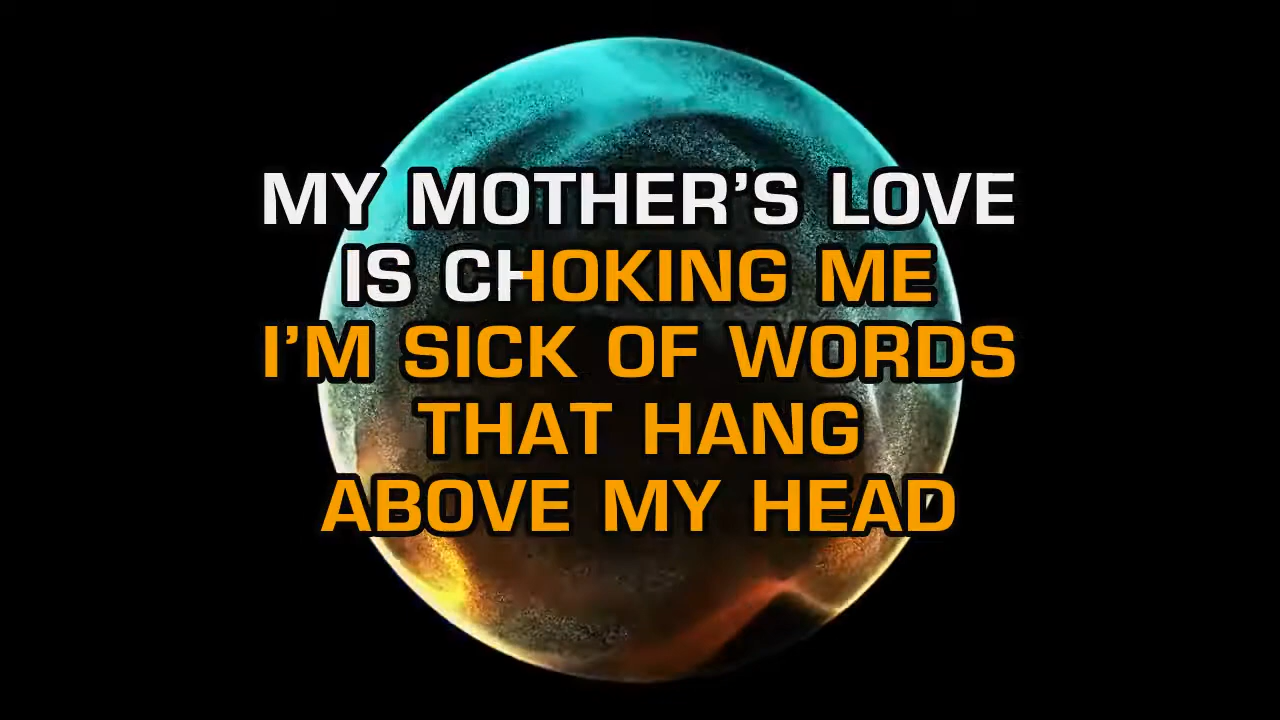 MY MOTHER’S LOVE
IS CHOKING ME
I’M SICK OF WORDS
THAT HANG
ABOVE MY HEAD